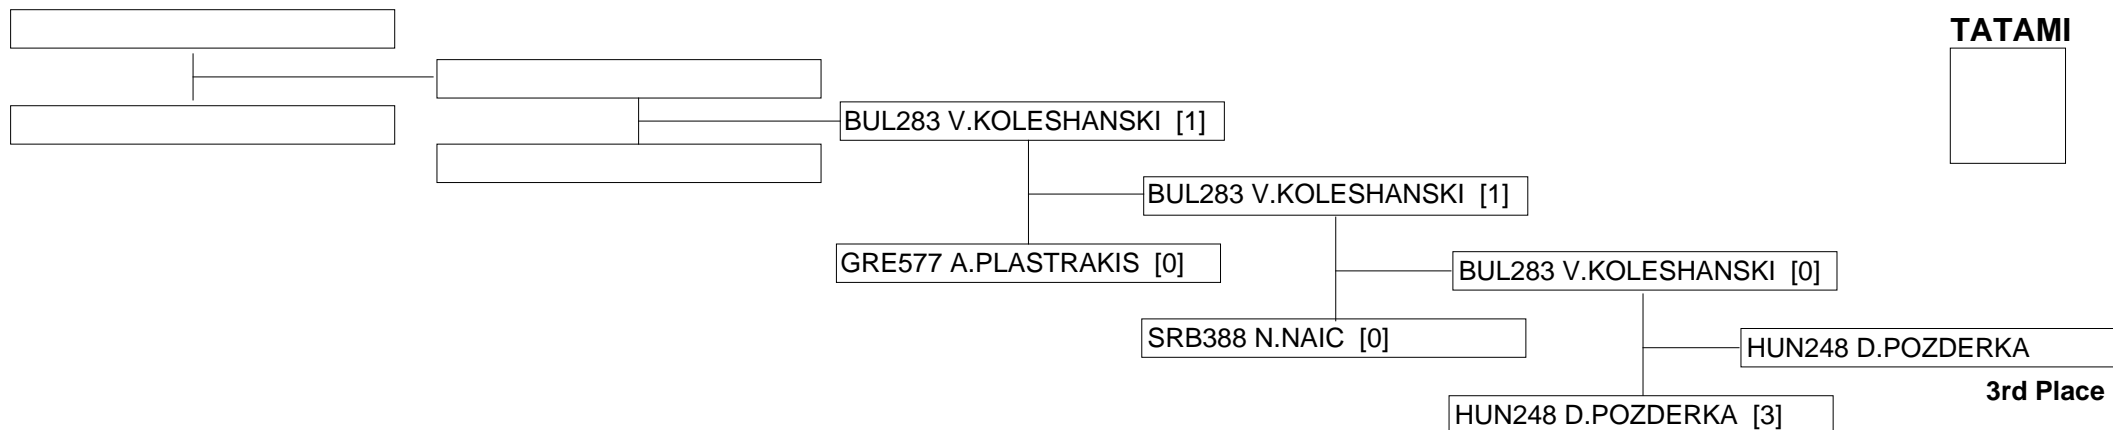 TATAMI
BUL283 V.KOLESHANSKI [1]
BUL283 V.KOLESHANSKI [1]
GRE577 A.PLASTRAKIS [0]
BUL283 V.KOLESHANSKI [0]
SRB388 N.NAIC [0]
HUN248 D.POZDERKA
3rd Place
HUN248 D.POZDERKA [3]